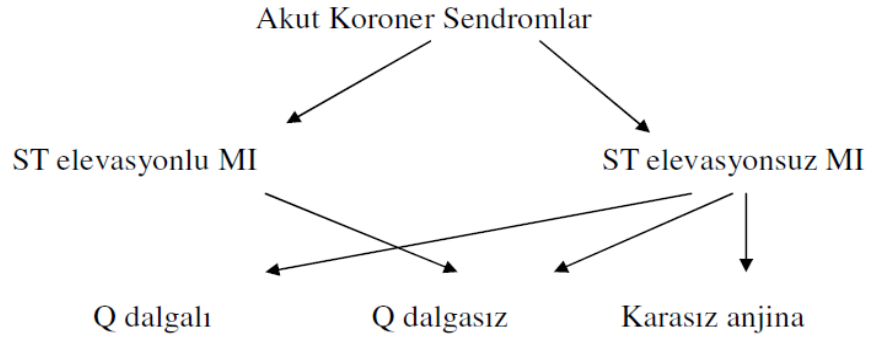 Akut Koroner Sendromlar
ST elevasyonlu MI
ST elevasyonsuz MI
Q dalgalı
Q dalgasız
Karasız anjina